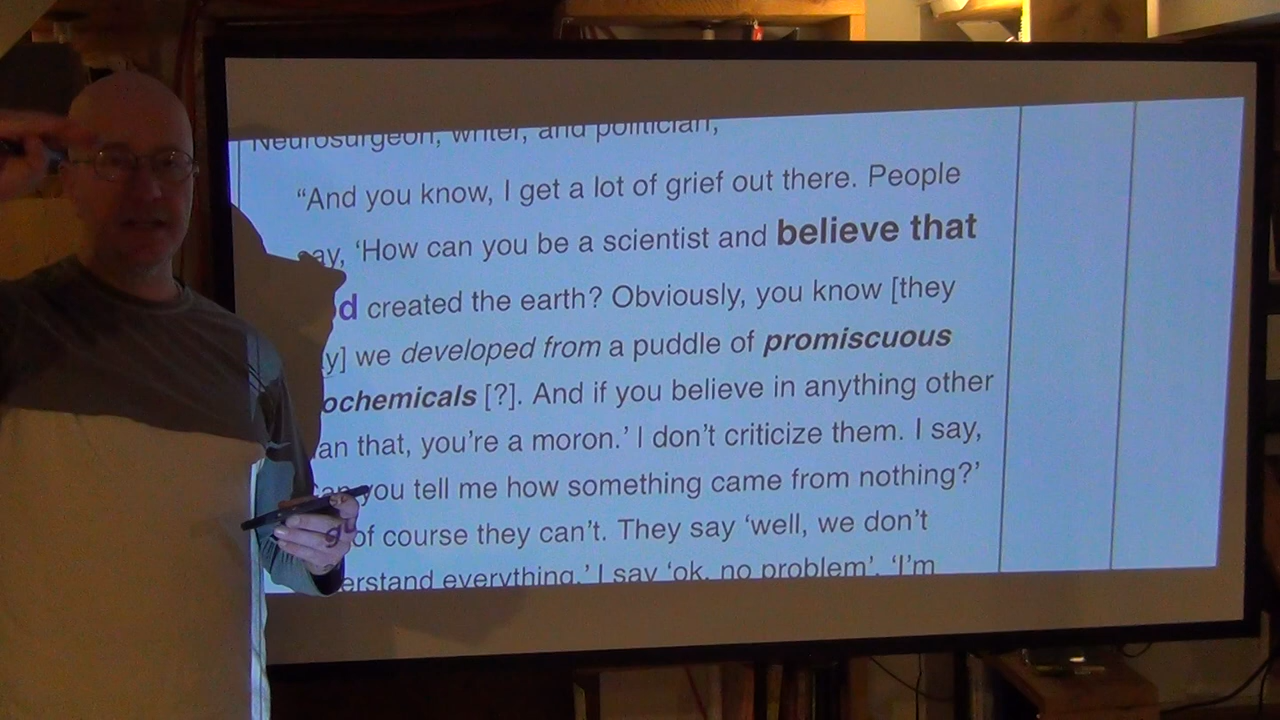 Neurosurgeon, writer, and politician,
“And you know, I get a lot of grief out there. People
ay, ‘How can you be a scientist and believe that
d created the earth? Obviously, you know [they
y] we developed from a puddle of promiscuous
ochemicals [?]. And if you believe in anything other
an that, you’re a moron.’ I don’t criticize them. I say,
can you tell me how something came from nothing?’
of course they can’t. They say ‘well, we don’t
erstand everything.’ I say ‘ok, no problem’. ‘I’m